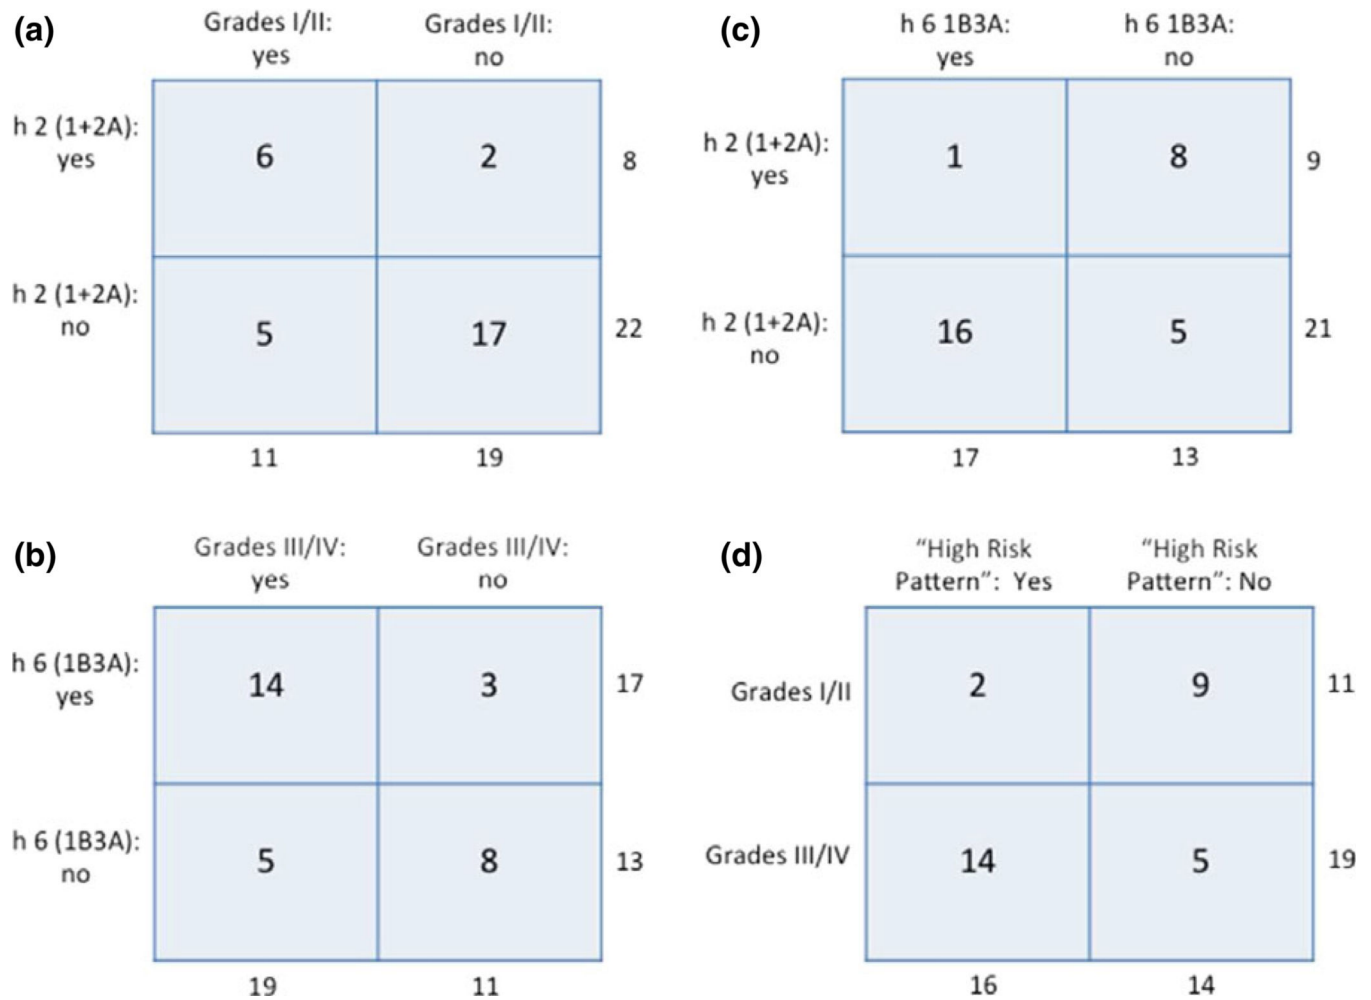 (a)
Grades I/II: Grades I/II:
yes no
h 2 (1+2A):
yes
6 2 8
h 2 (1+2A):
no
5 17 22
11 19
(c)
h 6 1B3A: h 6 1B3A:
yes no
h 2 (1+2A):
yes
1 8 9
h 2 (1+2A):
no
16 5 21
17 13
(b)
Grades III/IV: Grades III/IV:
yes no
h 6 (1B3A):
yes
14 3 17
h 6 (1B3A):
no
5 8 13
19 11
(d)
“High Risk “High Risk
Pattern”: Yes Pattern”: No
Grades I/II 2 9 11
Grades III/IV 14 5 19
16 14